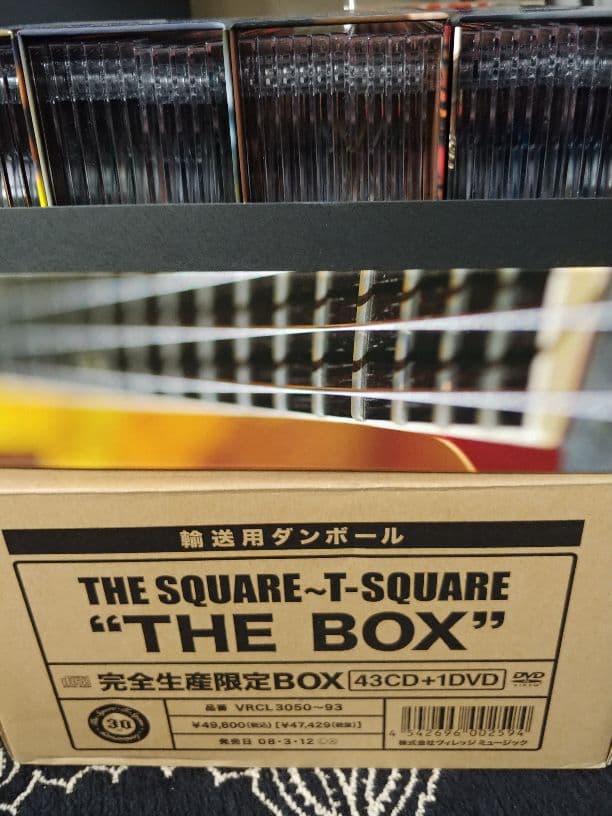 輸送用ダンボール
THE SQUARE~T-SQUARE
“THE BOX”
完全生産限定BOX 43CD+1DVD DVD
VIDEO
30
品番 VRCL 3050~93
¥49,800(税込) [¥47,429(税抜)]
発売日 08・3・12
4 542696 002594
株式会社ヴィレッジ ミュージック